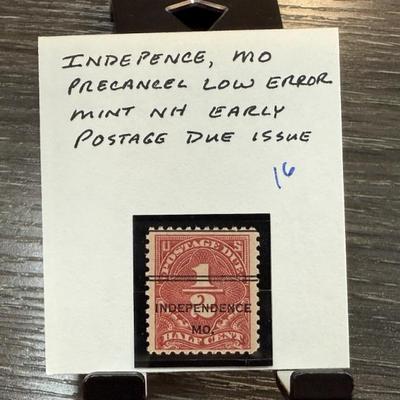 INDEPENCE, MO
PRECANCEL LOW ERROR
MINT NH EARLY
POSTAGE DUE ISSUE
16
U S
POSTAGE DUE
1/2
INDEPENDENCE
MO.
HALF CENT